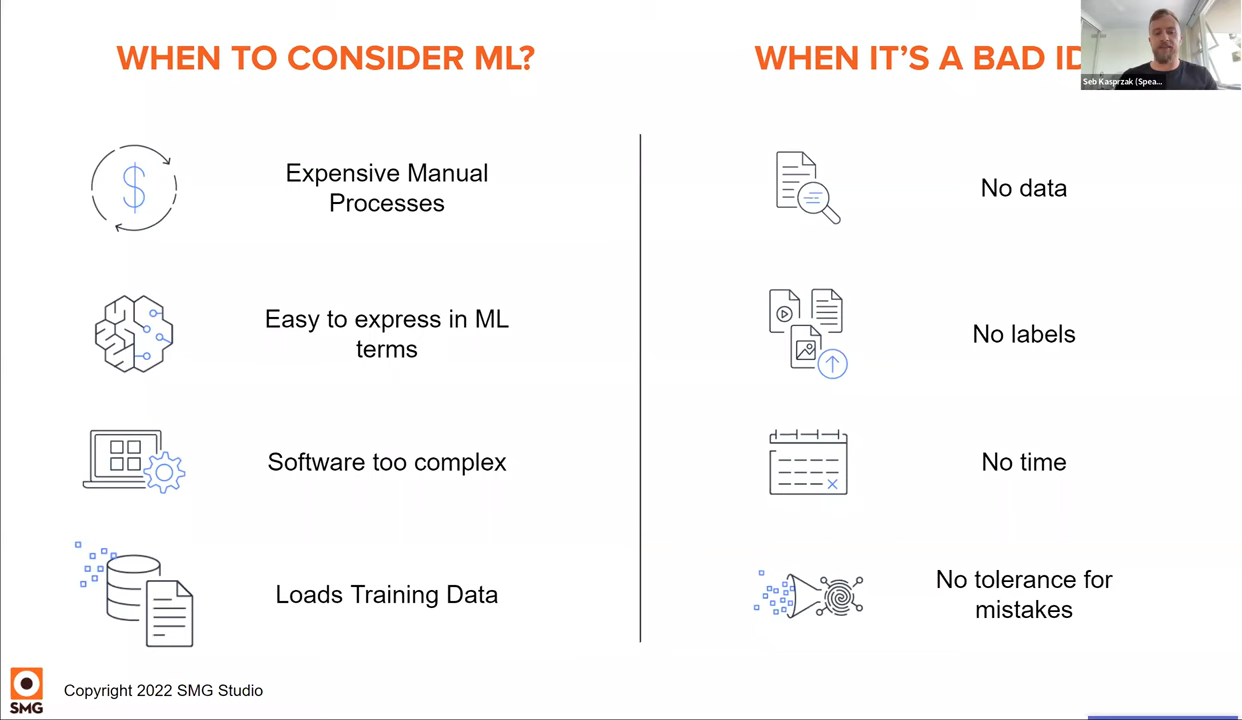 WHEN TO CONSIDER ML?
Expensive Manual
Processes
Easy to express in ML
terms
Software too complex
Loads Training Data
WHEN IT'S A BAD
No data
No labels
No time
No tolerance for
mistakes
Seb Kasprzak (Spea...
SMG
Copyright 2022 SMG Studio